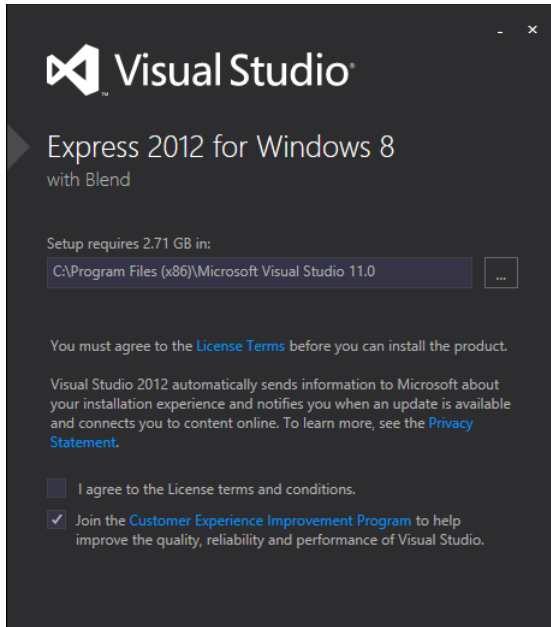 Visual Studio®
Express 2012 for Windows 8
with Blend
Setup requires 2.71 GB in:
C:\Program Files (x86)\Microsoft Visual Studio 11.0
...
You must agree to the License Terms before you can install the product.
Visual Studio 2012 automatically sends information to Microsoft about
your installation experience and notifies you when an update is available
and connects you to content online. To learn more, see the Privacy
Statement.
I agree to the License terms and conditions.
Join the Customer Experience Improvement Program to help
improve the quality, reliability and performance of Visual Studio.